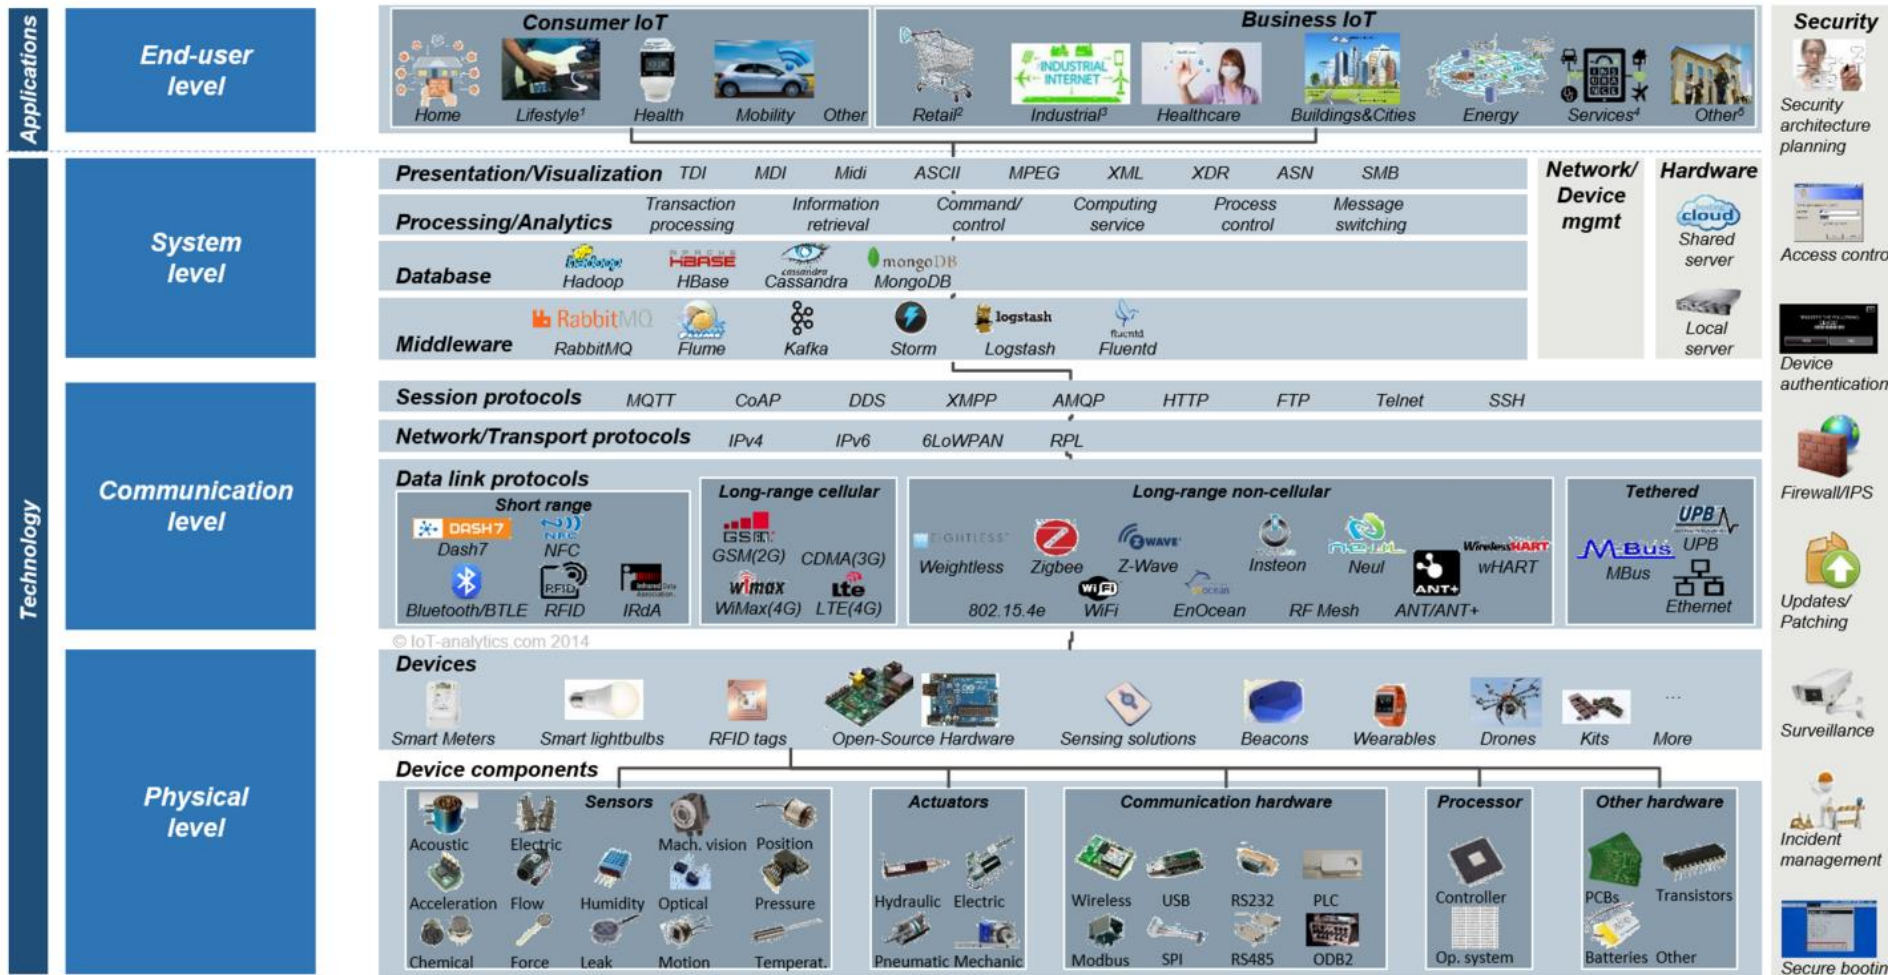 Applications
End-user
level
Consumer IoT
Home
Lifestyle¹
Health
Mobility
Other
Business IoT
INDUSTRIAL
INTERNET
INSURANCE
Retail²
Industrial³
Healthcare
Buildings&Cities
Energy
Services⁴
Other⁵
Technology
System
level
Presentation/Visualization TDI MDI Midi ASCII MPEG XML XDR ASN SMB
Processing/Analytics
Transaction
processing
Information
retrieval
Command/
control
Computing
service
Process
control
Message
switching
Database
hadoop
APACHE
HBASE
cassandra
mongoDB
Hadoop HBase Cassandra MongoDB
Middleware
RabbitMQ
logstash
fluentd
RabbitMQ Flume Kafka Storm Logstash Fluentd
Network/
Device
mgmt
Hardware
cloud
Shared
server
Local
server
Communication
level
Session protocols MQTT CoAP DDS XMPP AMQP HTTP FTP Telnet SSH
Network/Transport protocols IPv4 IPv6 6LoWPAN RPL
Data link protocols
Short range
DASH7
NFC
Dash7 NFC
RFID
Bluetooth/BTLE RFID IRdA
Long-range cellular
GSM
GSM(2G) CDMA(3G)
wimax
Lte
WiMax(4G) LTE(4G)
Long-range non-cellular
WEIGHTLESS
Z WAVE
neul
WirelessHART
Weightless Zigbee Z-Wave Insteon Neul wHART
WiFi
enocean
ANT+
802.15.4e WiFi EnOcean RF Mesh ANT/ANT+
Tethered
UPB
UPB
M-Bus
MBus
Ethernet
© IoT-analytics.com 2014
Physical
level
Devices
...
Smart Meters Smart lightbulbs RFID tags Open-Source Hardware Sensing solutions Beacons Wearables Drones Kits More
Device components
Sensors
Acoustic Electric Mach. vision Position
Acceleration Flow Humidity Optical Pressure
Chemical Force Leak Motion Temperat.
Actuators
Hydraulic Electric
Pneumatic Mechanic
Communication hardware
Wireless USB RS232 PLC
Modbus SPI RS485 ODB2
Processor
Controller
Op. system
Other hardware
PCBs Transistors
Batteries Other
Security
Security
architecture
planning
Access contro
Device
authentication
Firewall/IPS
Updates/
Patching
Surveillance
Incident
management
Secure bootin